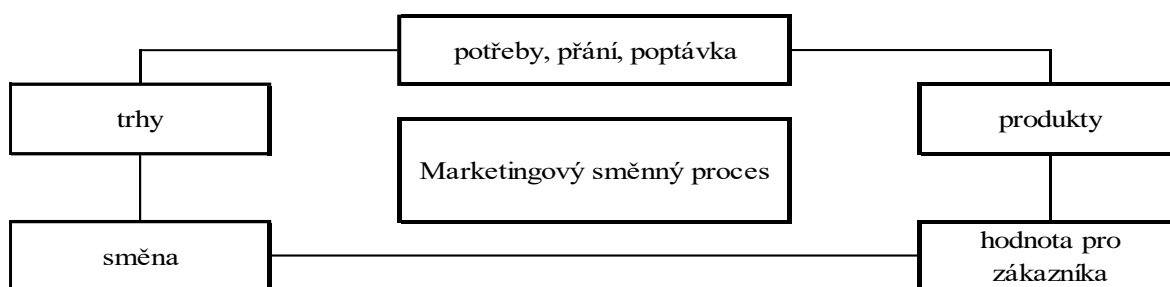 potřeby, přání, poptávka
trhy
produkty
Marketingový směnný proces
směna
hodnota pro
zákazníka